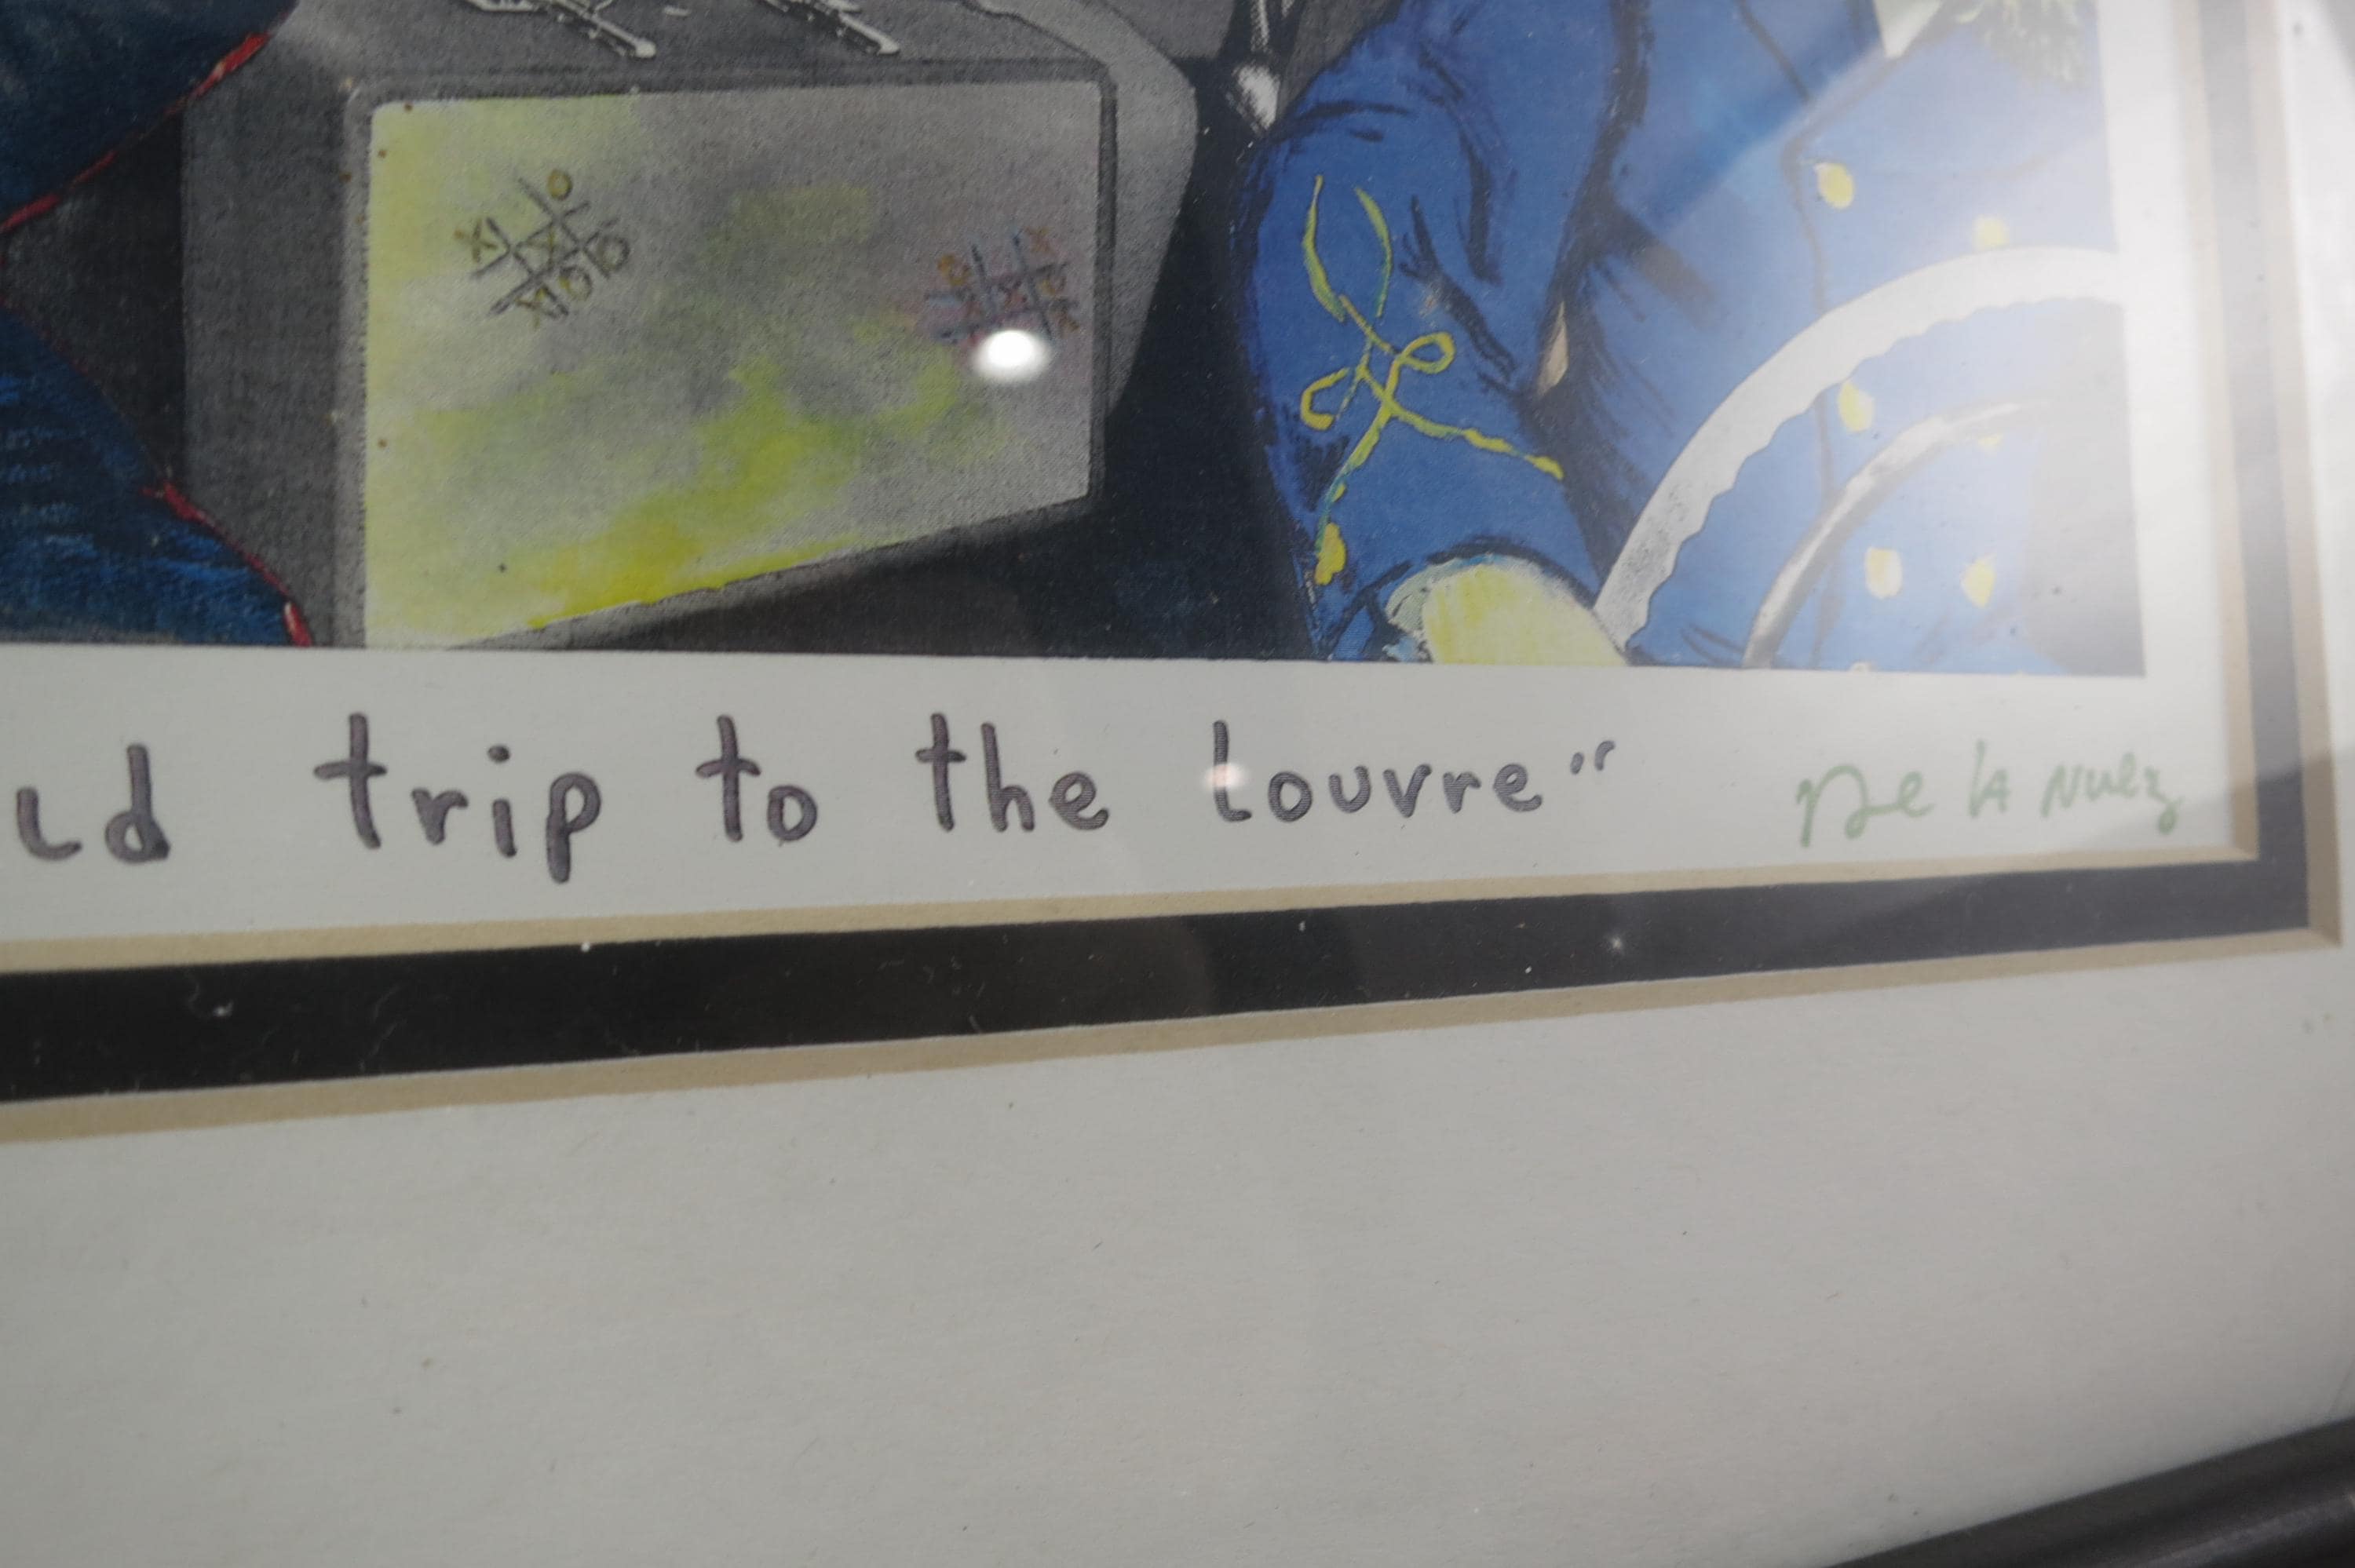 ld trip to the Louvre" De La Nuez